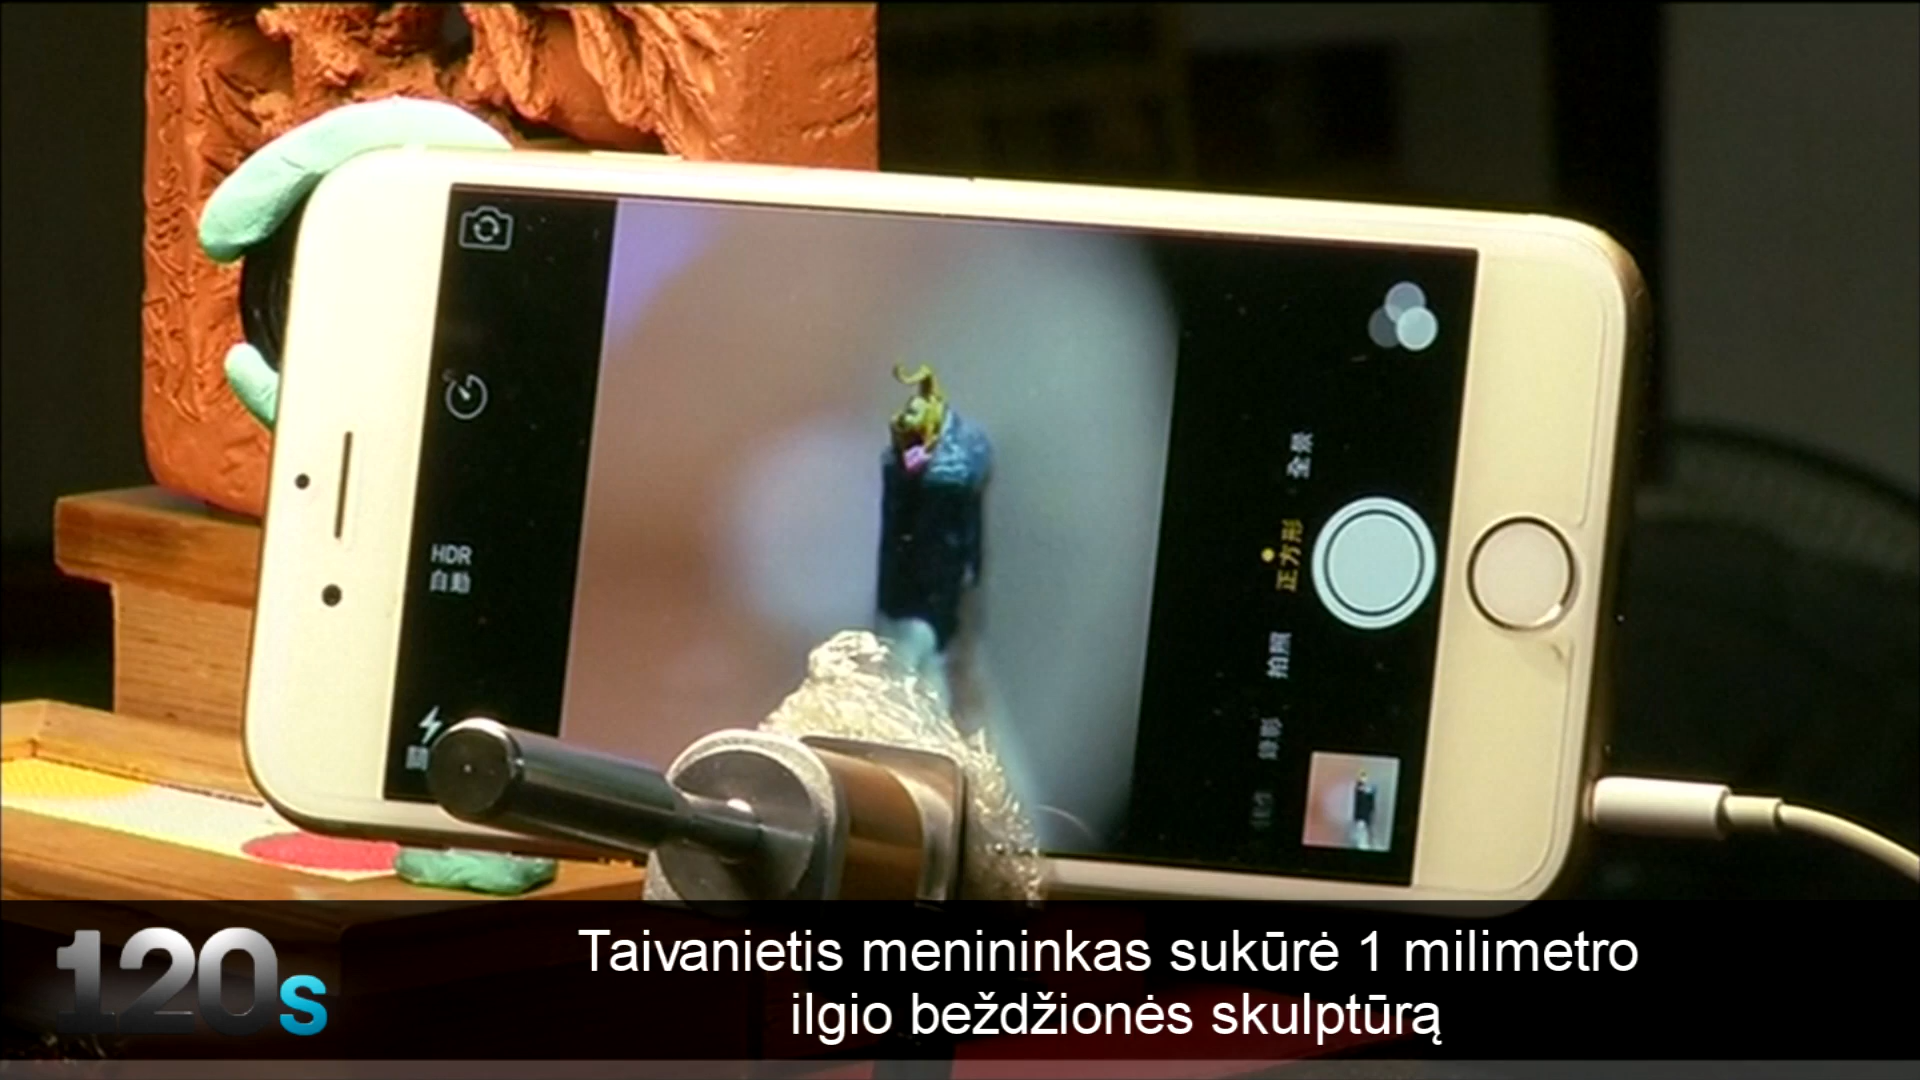 HDR
自動
全景
正方形
拍照
錄影
120s
Taivanietis menininkas sukūrė 1 milimetro
ilgio beždžionės skulptūrą